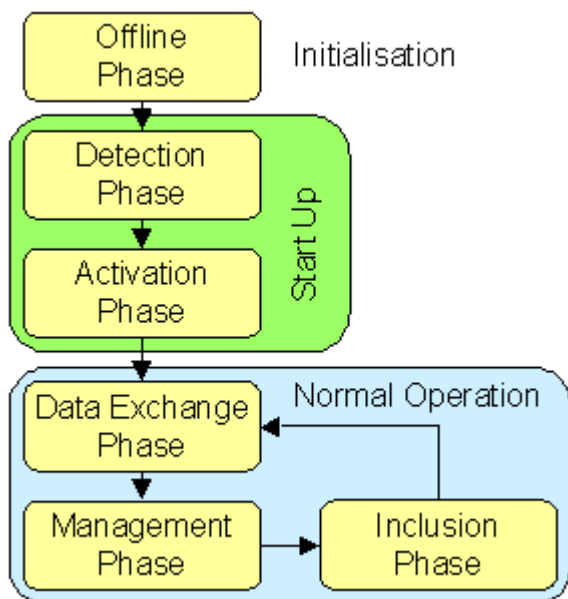 Offline
Phase
Initialisation
Detection
Phase
Start Up
Activation
Phase
Normal Operation
Data Exchange
Phase
Management
Phase
Inclusion
Phase